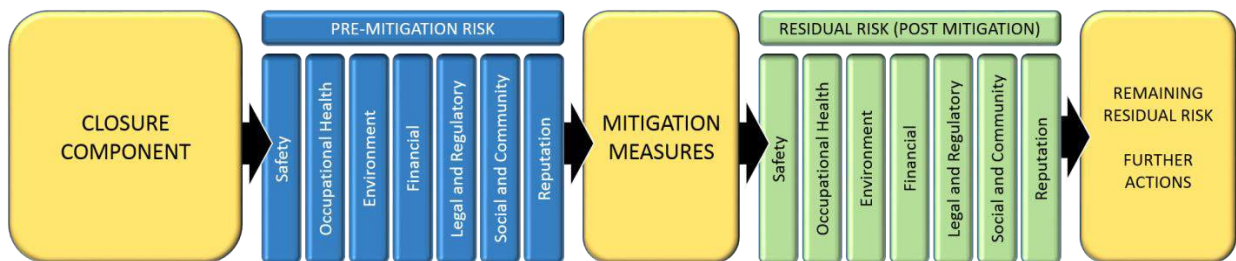 CLOSURE
COMPONENT
PRE-MITIGATION RISK
Safety
Occupational Health
Environment
Financial
Legal and Regulatory
Social and Community
Reputation
MITIGATION
MEASURES
RESIDUAL RISK (POST MITIGATION)
Safety
Occupational Health
Environment
Financial
Legal and Regulatory
Social and Community
Reputation
REMAINING
RESIDUAL RISK
FURTHER
ACTIONS